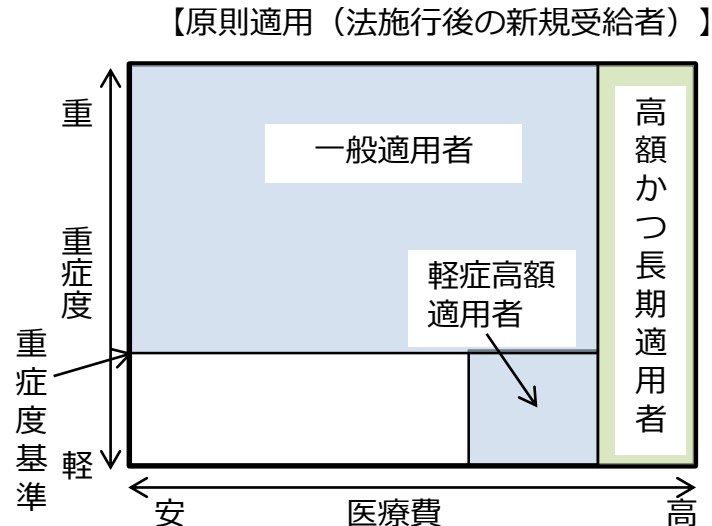 【原則適用（法施行後の新規受給者）】
重
一般適用者
高額かつ長期適用者
重症度
軽症高額
適用者
重症度基準
軽
安
医療費
高